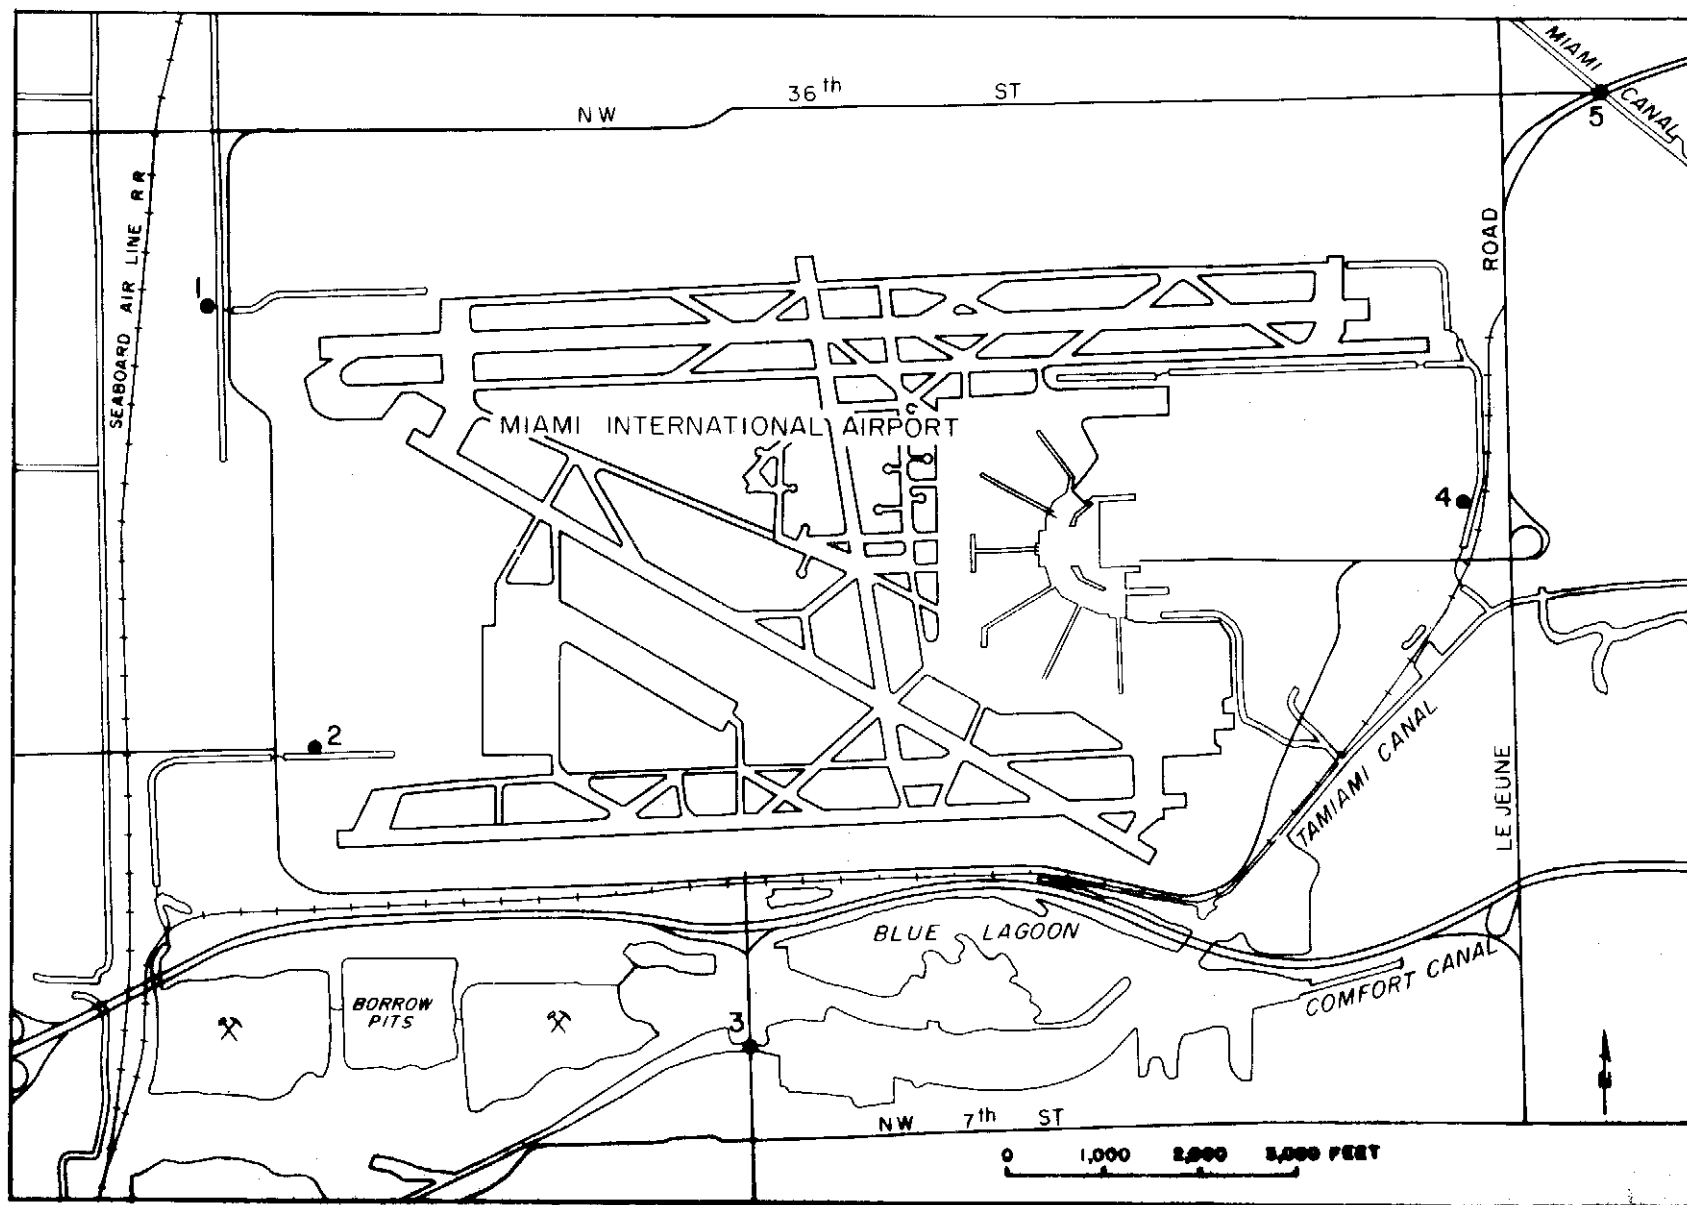 MIAMI
CANAL
36th ST
NW
5
SEABOARD AIR LINE RR
ROAD
1
MIAMI INTERNATIONAL AIRPORT
4
2
TAMIAMI CANAL
LE JEUNE
BLUE LAGOON
COMFORT CANAL
BORROW
PITS
3
N
NW 7th ST
0 1,000 2,000 3,000 FEET